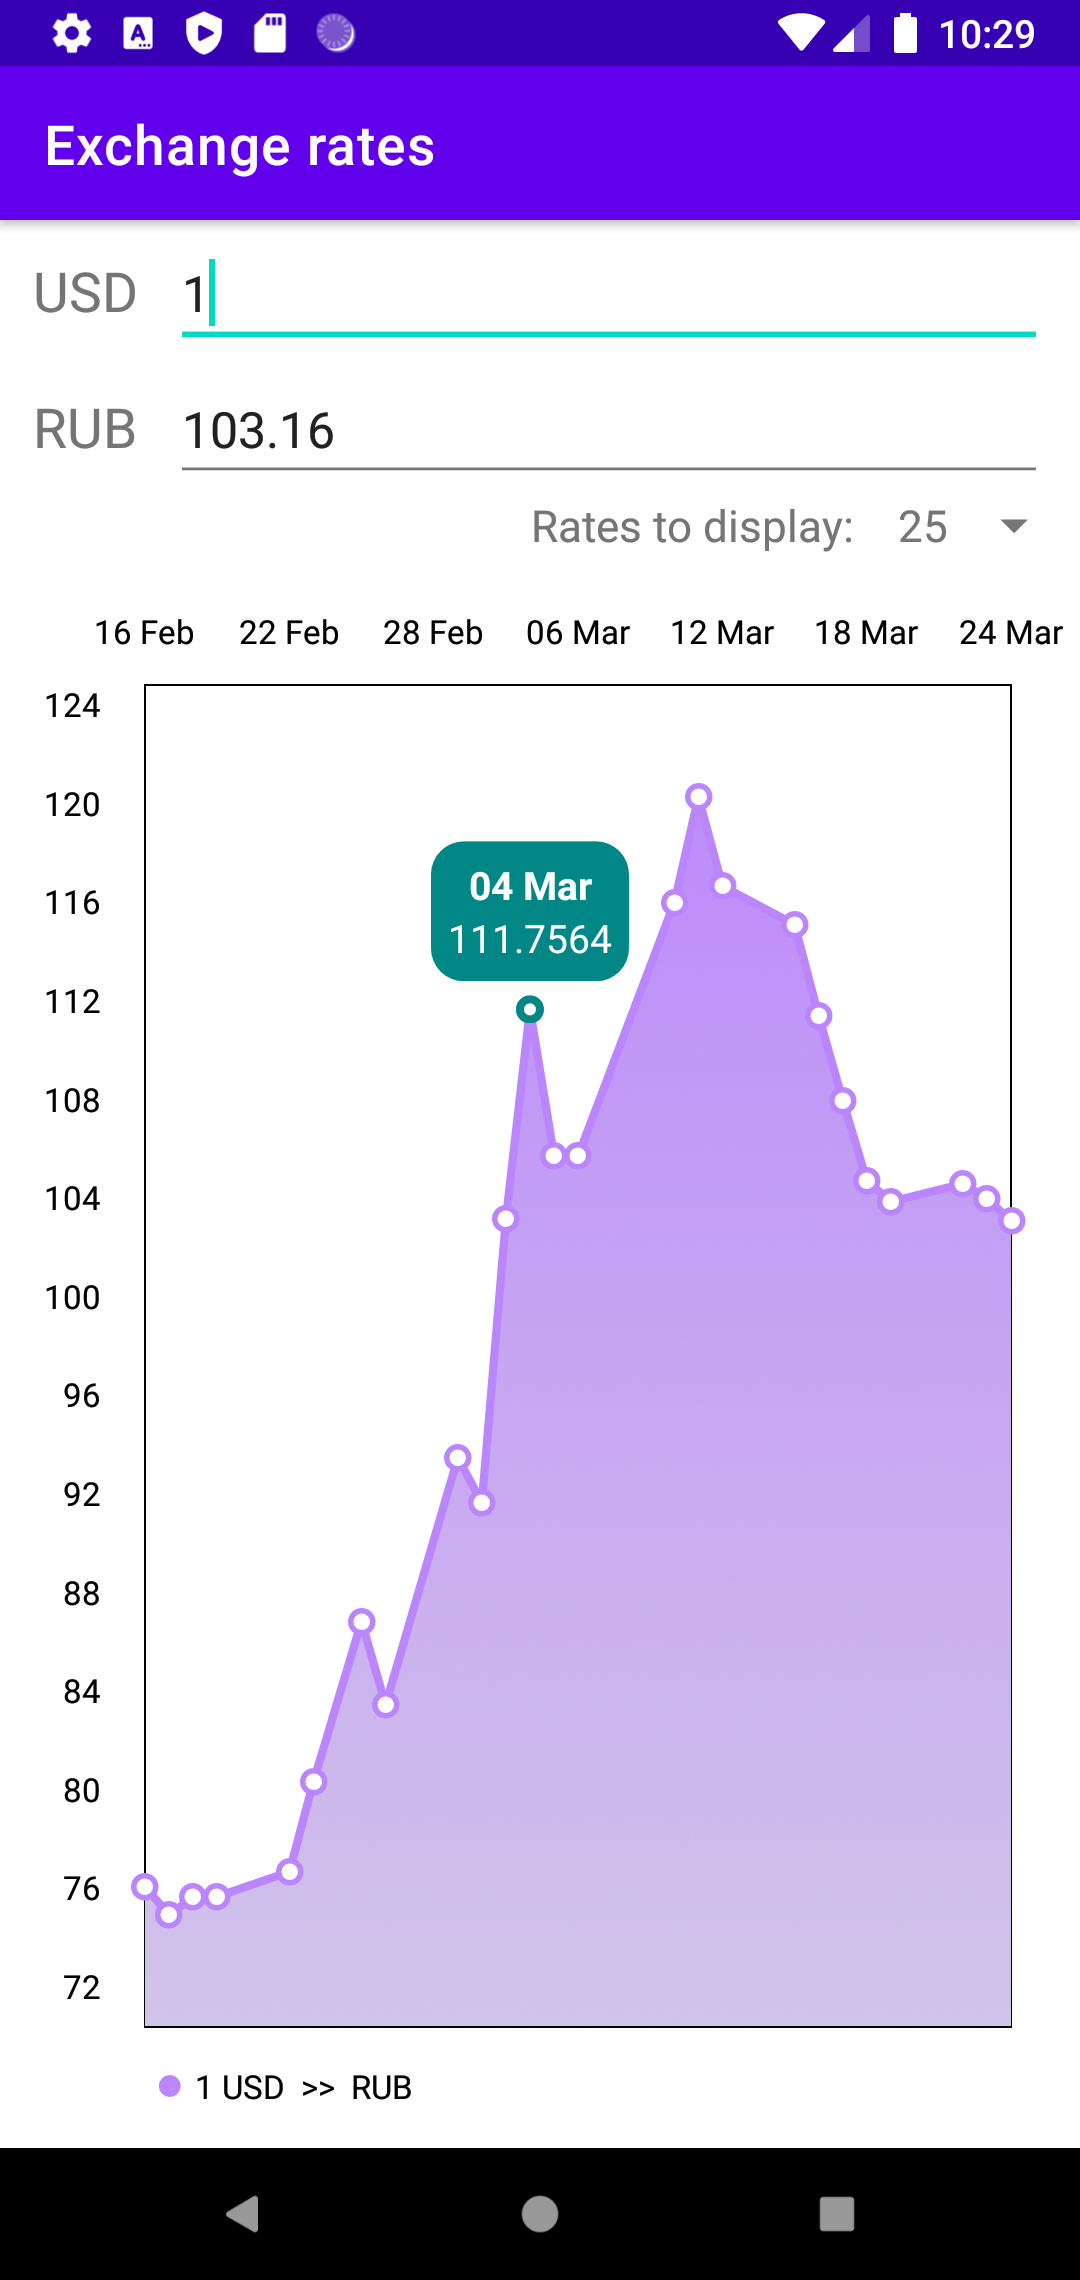 10:29
Exchange rates
USD 1
RUB 103.16
Rates to display: 25
16 Feb 22 Feb 28 Feb 06 Mar 12 Mar 18 Mar 24 Mar
124
120
04 Mar
116
111.7564
112
108
104
100
96
92
88
84
80
76
72
1 USD >> RUB